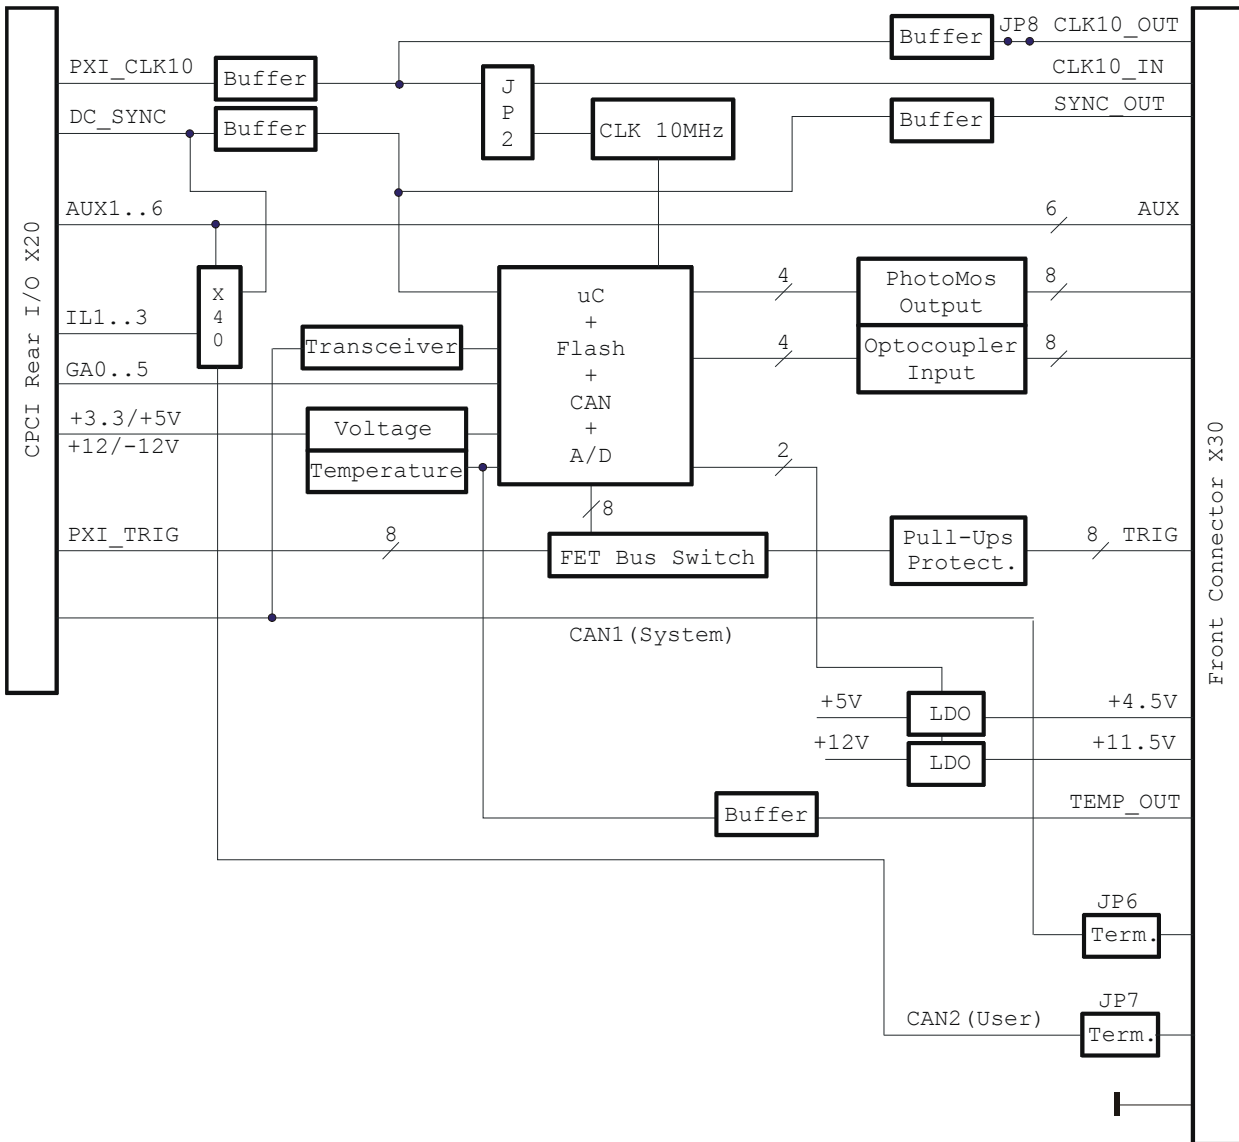 JP8 CLK10_OUT
Buffer
PXI_CLK10
Buffer
CLK10_IN
JP2
DC_SYNC
Buffer
CLK 10MHz
Buffer
SYNC_OUT
AUX1..6
6
AUX
CPCI Rear I/O X20
X40
IL1..3
GA0..5
+3.3/+5V
+12/-12V
Transceiver
Voltage
Temperature
uC
+
Flash
+
CAN
+
A/D
4
PhotoMos
Output
8
4
Optocoupler
Input
8
2
8
PXI_TRIG
8
FET Bus Switch
Pull-Ups
Protect.
8
TRIG
Front Connector X30
CAN1(System)
+5V
LDO
+4.5V
+12V
LDO
+11.5V
Buffer
TEMP_OUT
JP6
Term.
JP7
CAN2(User)
Term.